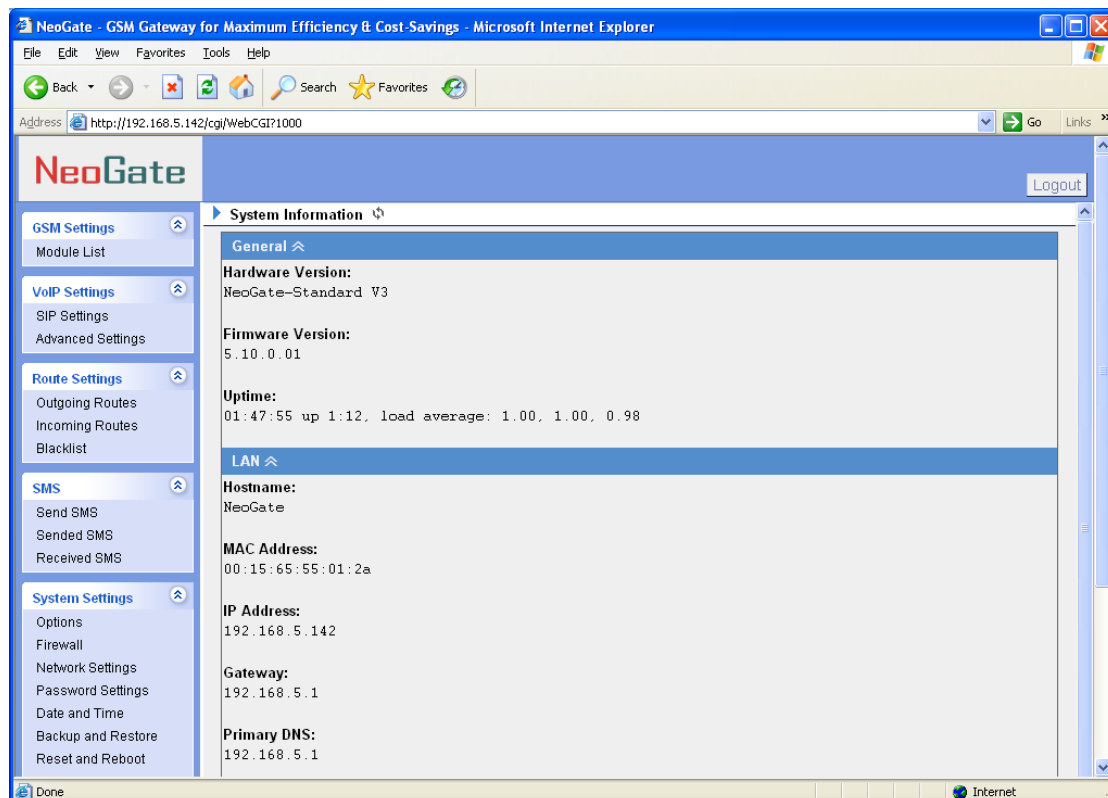 NeoGate - GSM Gateway for Maximum Efficiency & Cost-Savings - Microsoft Internet Explorer
File Edit View Favorites Tools Help
Back Search Favorites
Address http://192.168.5.142/cgi/WebCGI?1000 Go Links »
NeoGate
Logout
System Information
GSM Settings
Module List
VoIP Settings
SIP Settings
Advanced Settings
Route Settings
Outgoing Routes
Incoming Routes
Blacklist
SMS
Send SMS
Sended SMS
Received SMS
System Settings
Options
Firewall
Network Settings
Password Settings
Date and Time
Backup and Restore
Reset and Reboot
General
Hardware Version:
NeoGate-Standard V3
Firmware Version:
5.10.0.01
Uptime:
01:47:55 up 1:12, load average: 1.00, 1.00, 0.98
LAN
Hostname:
NeoGate
MAC Address:
00:15:65:55:01:2a
IP Address:
192.168.5.142
Gateway:
192.168.5.1
Primary DNS:
192.168.5.1
Done Internet